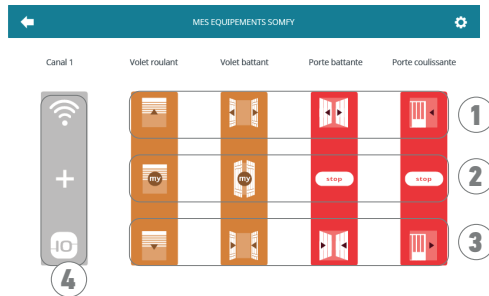 MES EQUIPEMENTS SOMFY
Canal 1 Volet roulant Volet battant Porte battante Porte coulissante
1
my my stop stop
2
+
IO
3
4